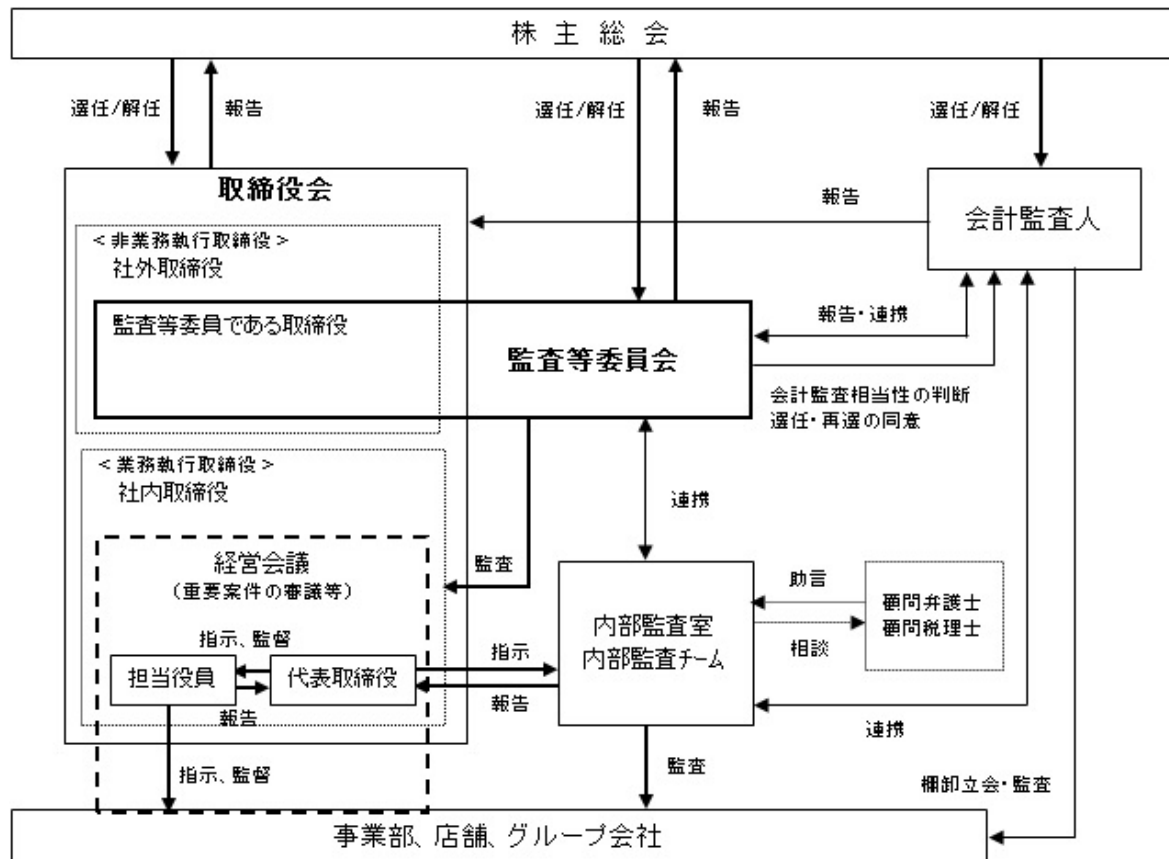 株主総会
選任/解任
報告
選任/解任
報告
選任/解任
取締役会
報告
会計監査人
<非業務執行取締役>
社外取締役
監査等委員である取締役
監査等委員会
報告・連携
会計監査相当性の判断
選任・再選の同意
<業務執行取締役>
社内取締役
連携
経営会議
(重要案件の審議等)
監査
助言
顧問弁護士
顧問税理士
内部監査室
内部監査チーム
相談
指示、監督
指示
担当役員
代表取締役
報告
報告
連携
指示、監督
監査
棚卸立会・監査
事業部、店舗、グループ会社